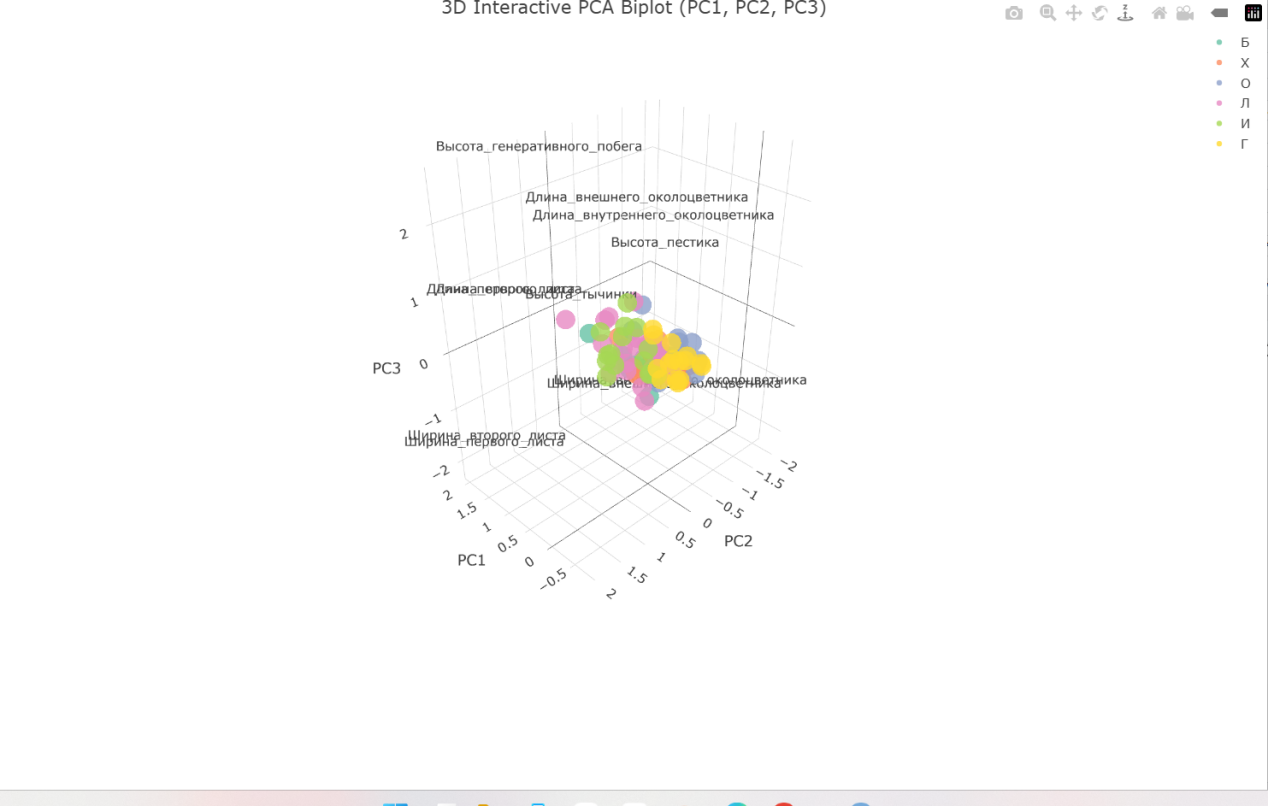 3D Interactive PCA Biplot (PC1, PC2, PC3)
Б
Х
О
Л
И
Г
Высота_генеративного_побега
Длина_внешнего_околоцветника
Длина_внутреннего_околоцветника
Высота_пестика
Высота_тычинки
околоцветника
Ширина_второго_листа
Ширина_первого_листа
PC3
2
1
0
−1
−2
PC1
2
1.5
1
0.5
0
−0.5
PC2
−2
−1.5
−1
−0.5
0
0.5
1
1.5
2